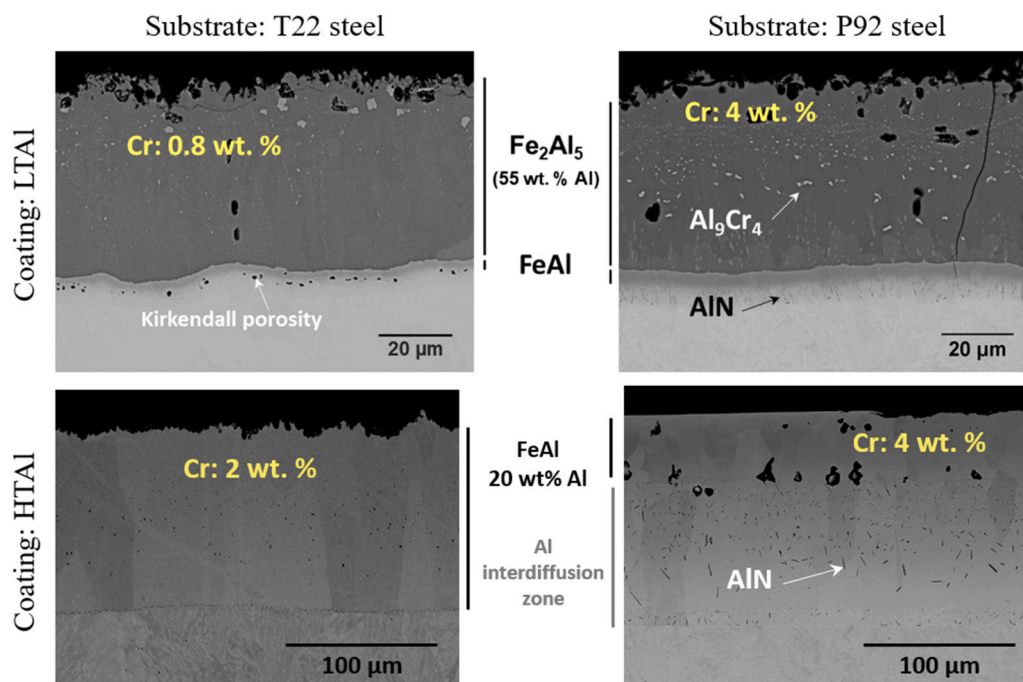 Substrate: T22 steel
Substrate: P92 steel
Coating: LTAl
Cr: 0.8 wt. %
Kirkendall porosity
20 µm
Fe₂Al₅
(55 wt. % Al)
FeAl
Cr: 4 wt. %
Al₉Cr₄
AlN
20 µm
Coating: HTAl
Cr: 2 wt. %
100 µm
FeAl
20 wt% Al
Al
interdiffusion
zone
Cr: 4 wt. %
AlN
100 µm